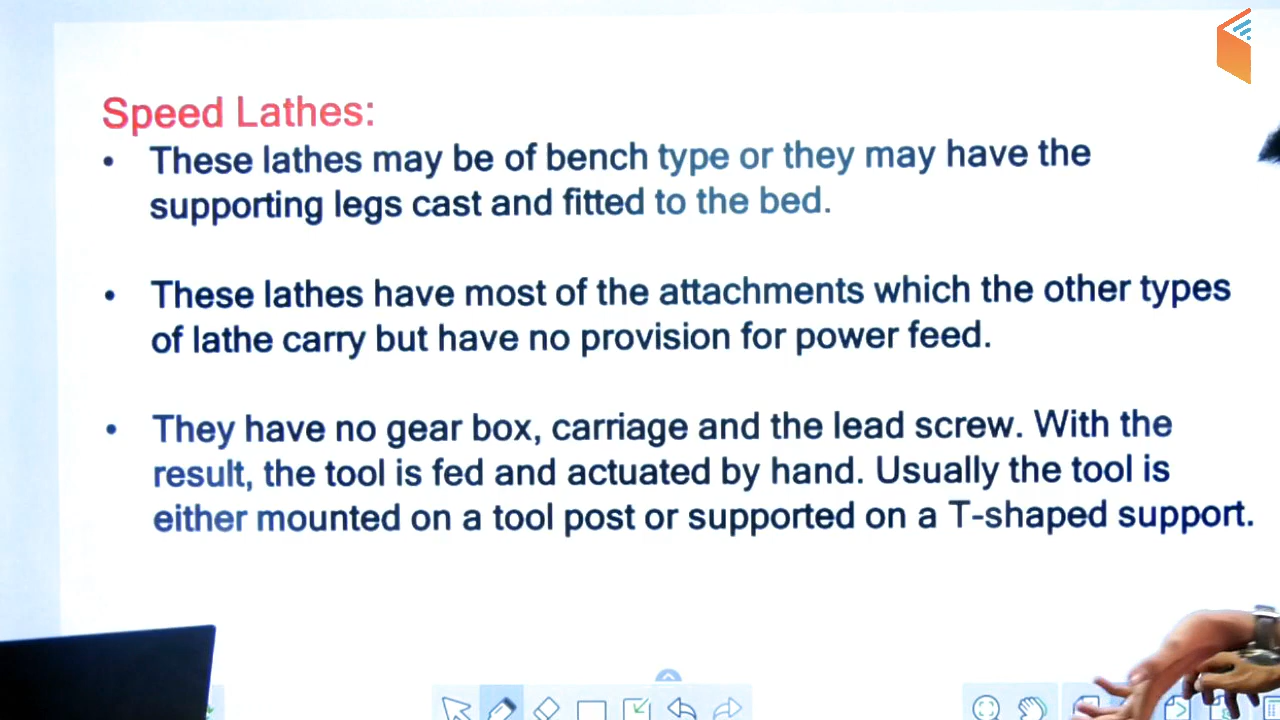 Speed Lathes:
• These lathes may be of bench type or they may have the
supporting legs cast and fitted to the bed.
• These lathes have most of the attachments which the other types
of lathe carry but have no provision for power feed.
• They have no gear box, carriage and the lead screw. With the
result, the tool is fed and actuated by hand. Usually the tool is
either mounted on a tool post or supported on a T-shaped support.